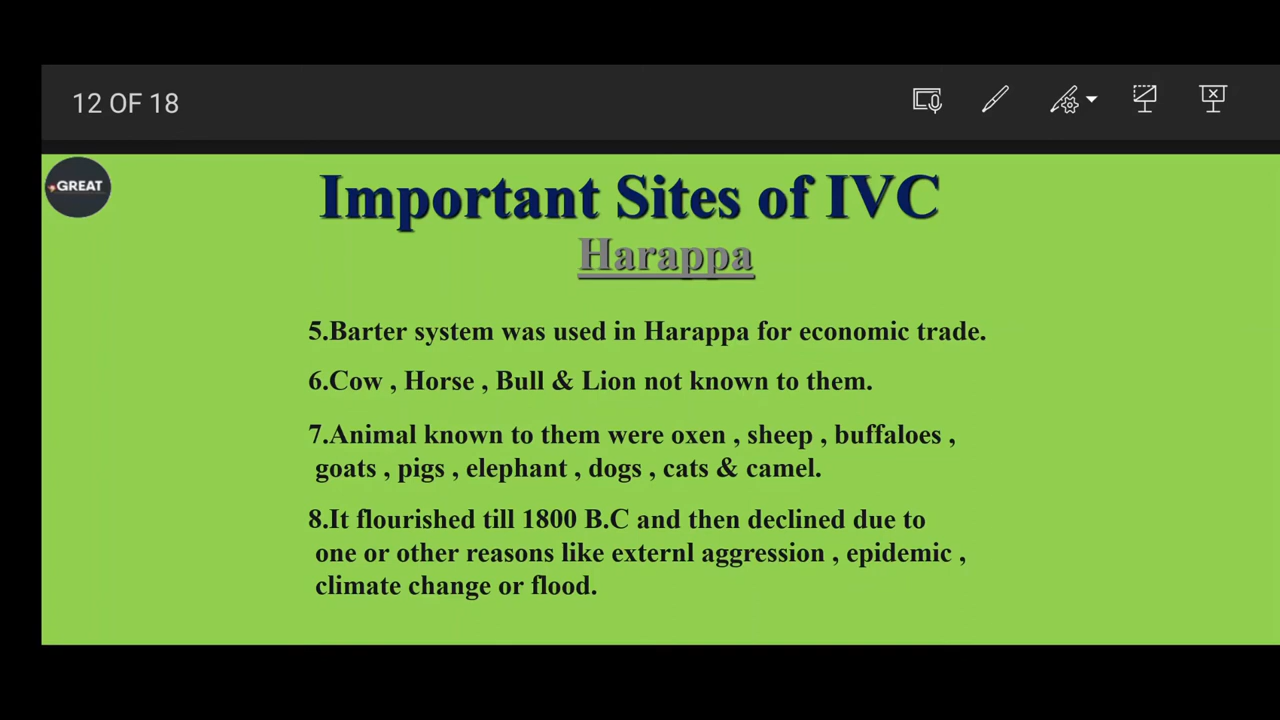 12 OF 18
GREAT
Important Sites of IVC
Harappa
5.Barter system was used in Harappa for economic trade.
6.Cow , Horse , Bull & Lion not known to them.
7.Animal known to them were oxen , sheep , buffaloes ,
goats , pigs , elephant , dogs , cats & camel.
8.It flourished till 1800 B.C and then declined due to
one or other reasons like externl aggression , epidemic ,
climate change or flood.